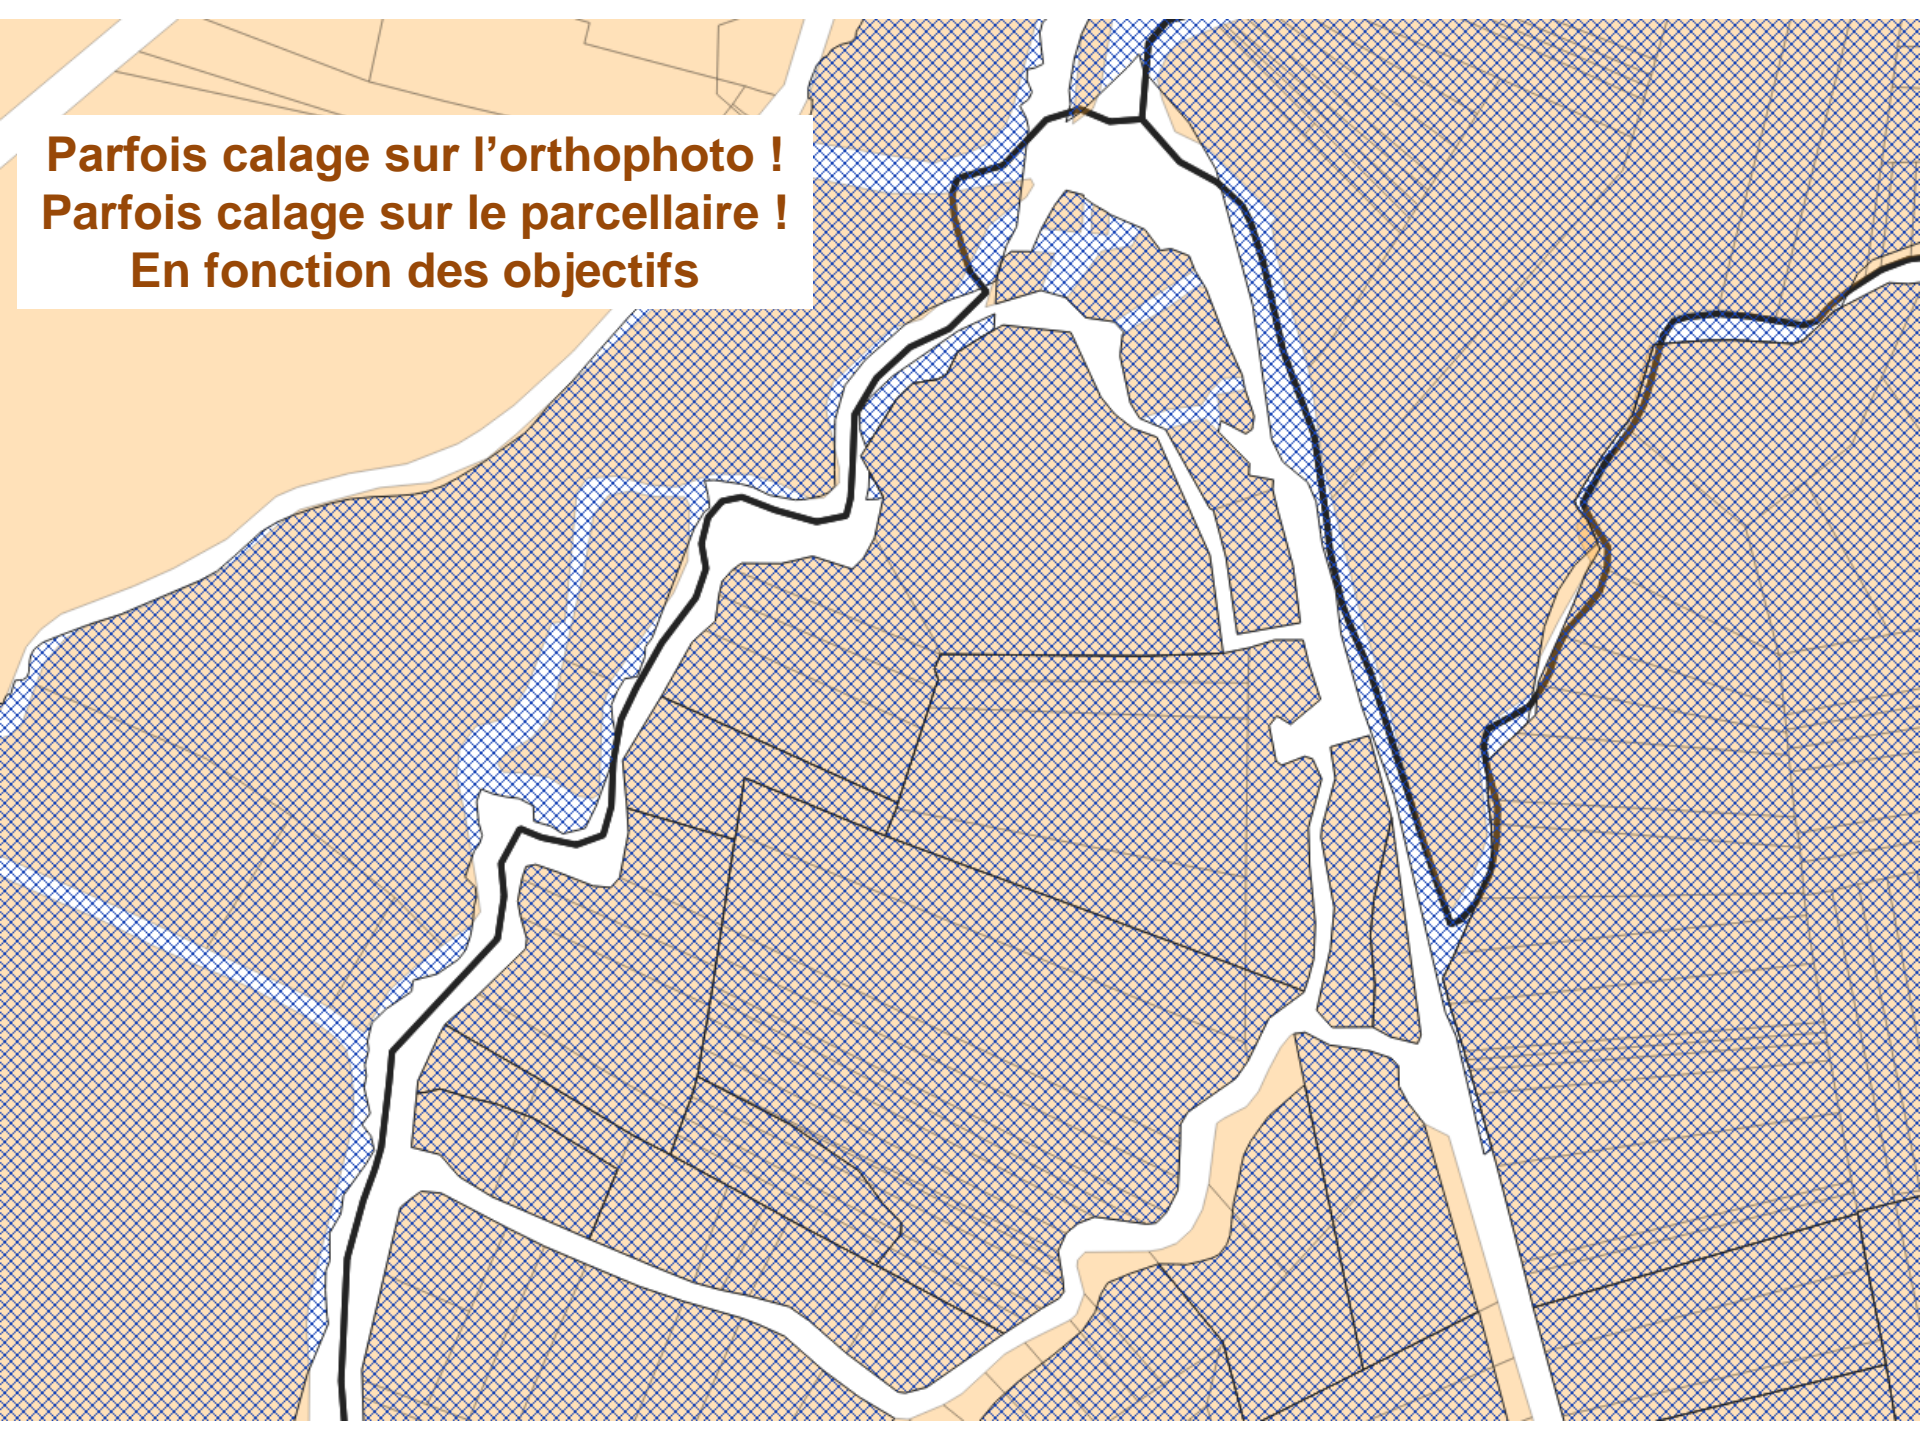 Parfois calage sur l’orthophoto !
Parfois calage sur le parcellaire !
En fonction des objectifs